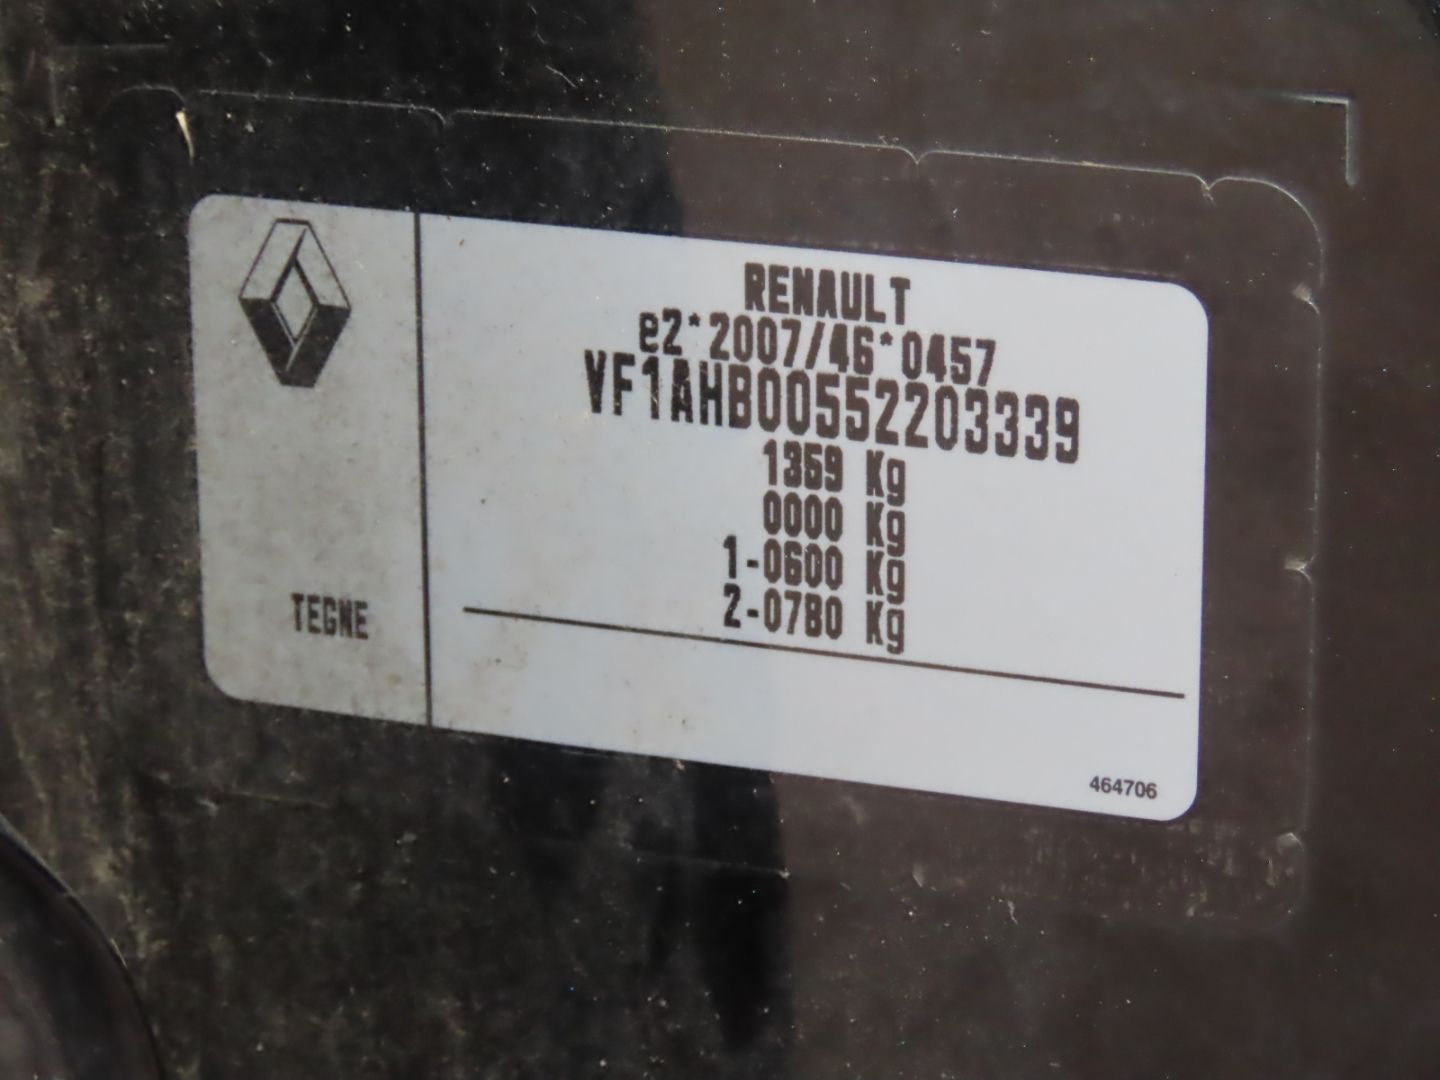 RENAULT
e2*2007/46*0457
VF1AHB00552203339
1359 Kg
0000 Kg
1-0600 Kg
2-0780 Kg
TEGNE
464706